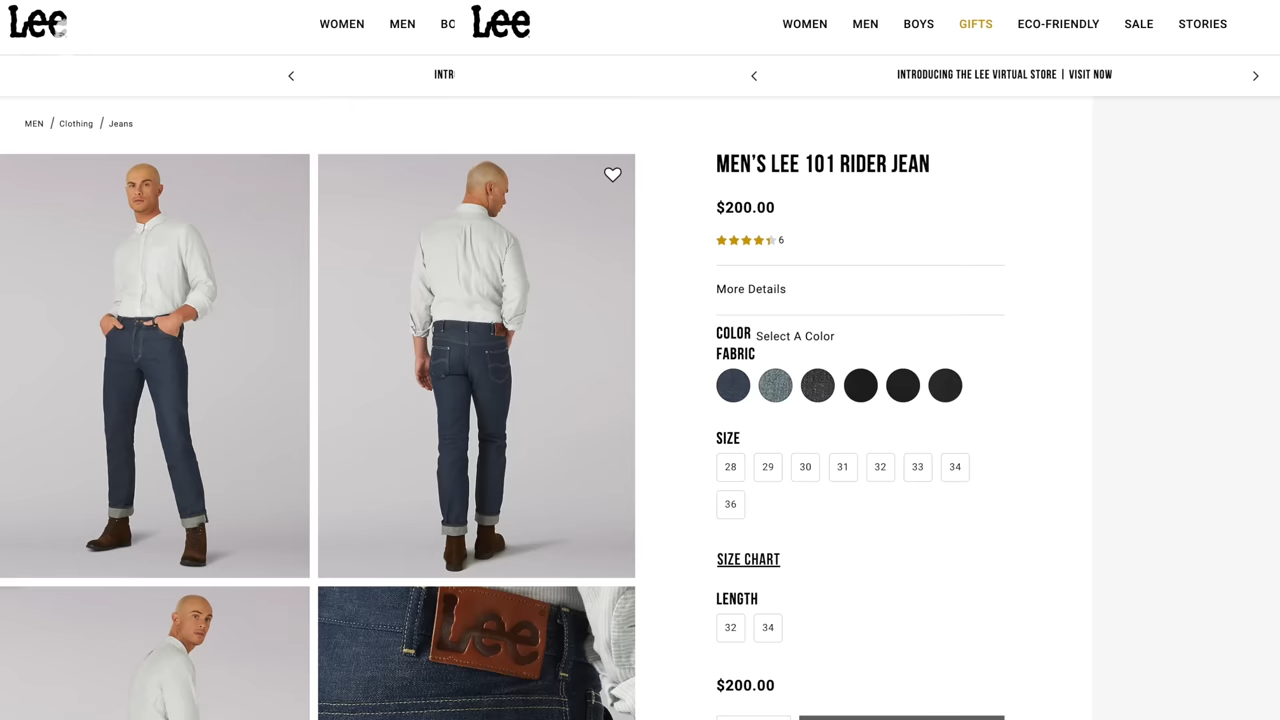 Lee WOMEN MEN BO Lee WOMEN MEN BOYS GIFTS ECO-FRIENDLY SALE STORIES
INTR INTRODUCING THE LEE VIRTUAL STORE | VISIT NOW
MEN / Clothing / Jeans
MEN'S LEE 101 RIDER JEAN
$200.00
6
More Details
COLOR Select A Color
FABRIC
SIZE
28 29 30 31 32 33 34
36
SIZE CHART
LENGTH
32 34
$200.00
Lee